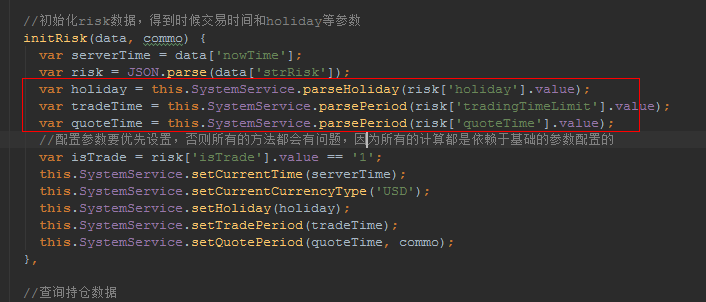 //初始化risk数据，得到时候交易时间和holiday等参数
initRisk(data, commo) {
var serverTime = data['nowTime'];
var risk = JSON.parse(data['strRisk']);
var holiday = this.SystemService.parseHoliday(risk['holiday'].value);
var tradeTime = this.SystemService.parsePeriod(risk['tradingTimeLimit'].value);
var quoteTime = this.SystemService.parsePeriod(risk['quoteTime'].value);
//配置参数要优先设置，否则所有的方法都会有问题，因为所有的计算都是依赖于基础的参数配置的
var isTrade = risk['isTrade'].value == '1';
this.SystemService.setCurrentTime(serverTime);
this.SystemService.setCurrentCurrencyType('USD');
this.SystemService.setHoliday(holiday);
this.SystemService.setTradePeriod(tradeTime);
this.SystemService.setQuotePeriod(quoteTime, commo);
},
//查询持仓数据